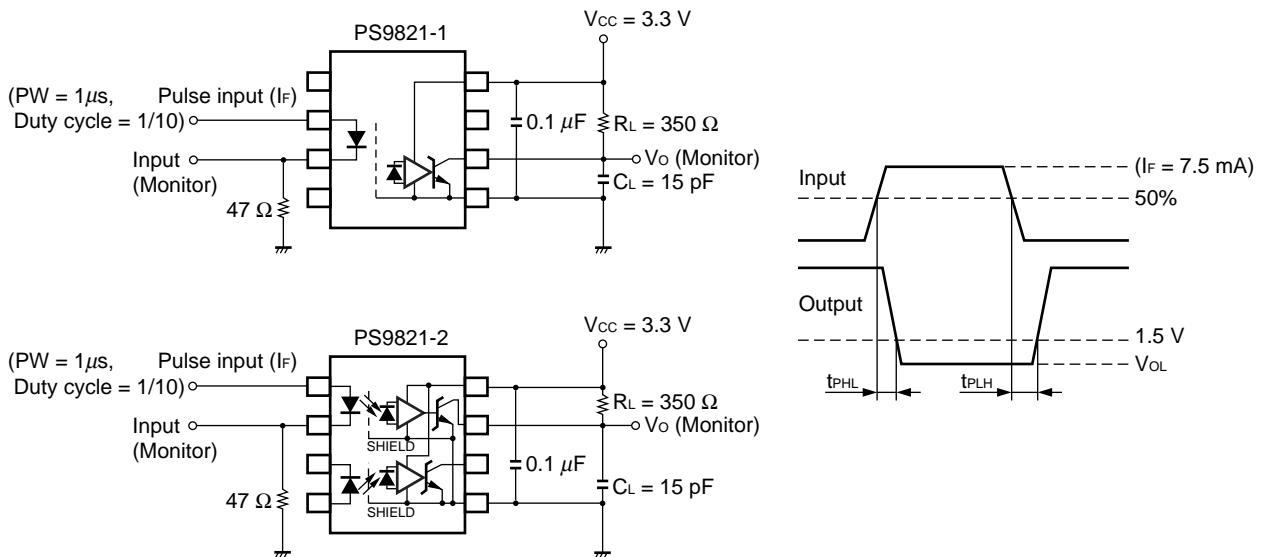 PS9821-1
VCC = 3.3 V
(PW = 1μs,
Duty cycle = 1/10)
Pulse input (IF)
Input
(Monitor)
47 Ω
0.1 μF
RL = 350 Ω
VO (Monitor)
CL = 15 pF
PS9821-2
VCC = 3.3 V
(PW = 1μs,
Duty cycle = 1/10)
Pulse input (IF)
Input
(Monitor)
47 Ω
SHIELD
SHIELD
0.1 μF
RL = 350 Ω
VO (Monitor)
CL = 15 pF
Input
(IF = 7.5 mA)
50%
Output
1.5 V
VOL
tPHL
tPLH